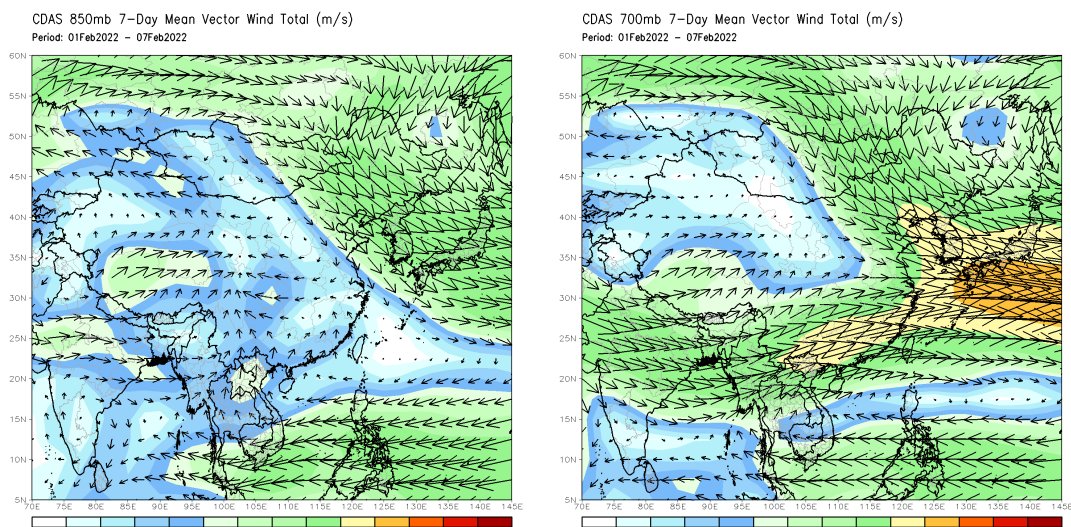 CDAS 850mb 7-Day Mean Vector Wind Total (m/s)
Period: 01Feb2022 - 07Feb2022
60N
55N
50N
45N
40N
35N
30N
25N
20N
15N
10N
5N
70E 75E 80E 85E 90E 95E 100E 105E 110E 115E 120E 125E 130E 135E 140E 145E
CDAS 700mb 7-Day Mean Vector Wind Total (m/s)
Period: 01Feb2022 - 07Feb2022
60N
55N
50N
45N
40N
35N
30N
25N
20N
15N
10N
5N
70E 75E 80E 85E 90E 95E 100E 105E 110E 115E 120E 125E 130E 135E 140E 145E